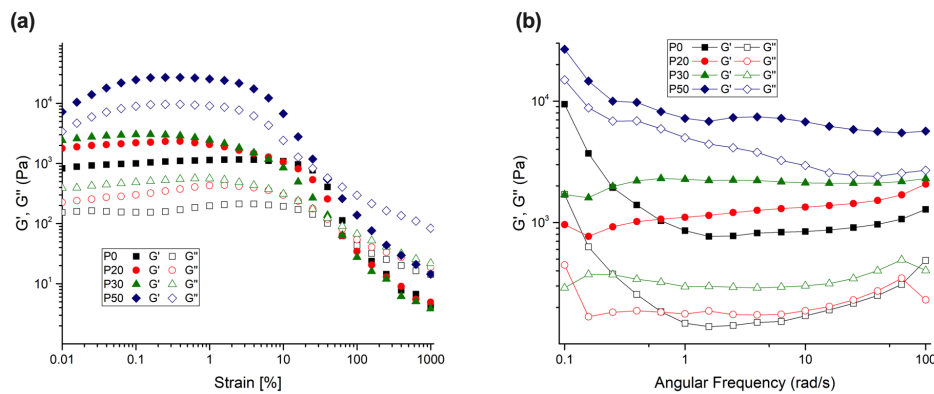 (a)
G', G'' (Pa)
10⁴
10³
10²
10¹
P0 G' G''
P20 G' G''
P30 G' G''
P50 G' G''
0.01 0.1 1 10 100 1000
Strain [%]
(b)
G', G'' (Pa)
10⁴
10³
P0 G' G''
P20 G' G''
P30 G' G''
P50 G' G''
0.1 1 10 100
Angular Frequency (rad/s)